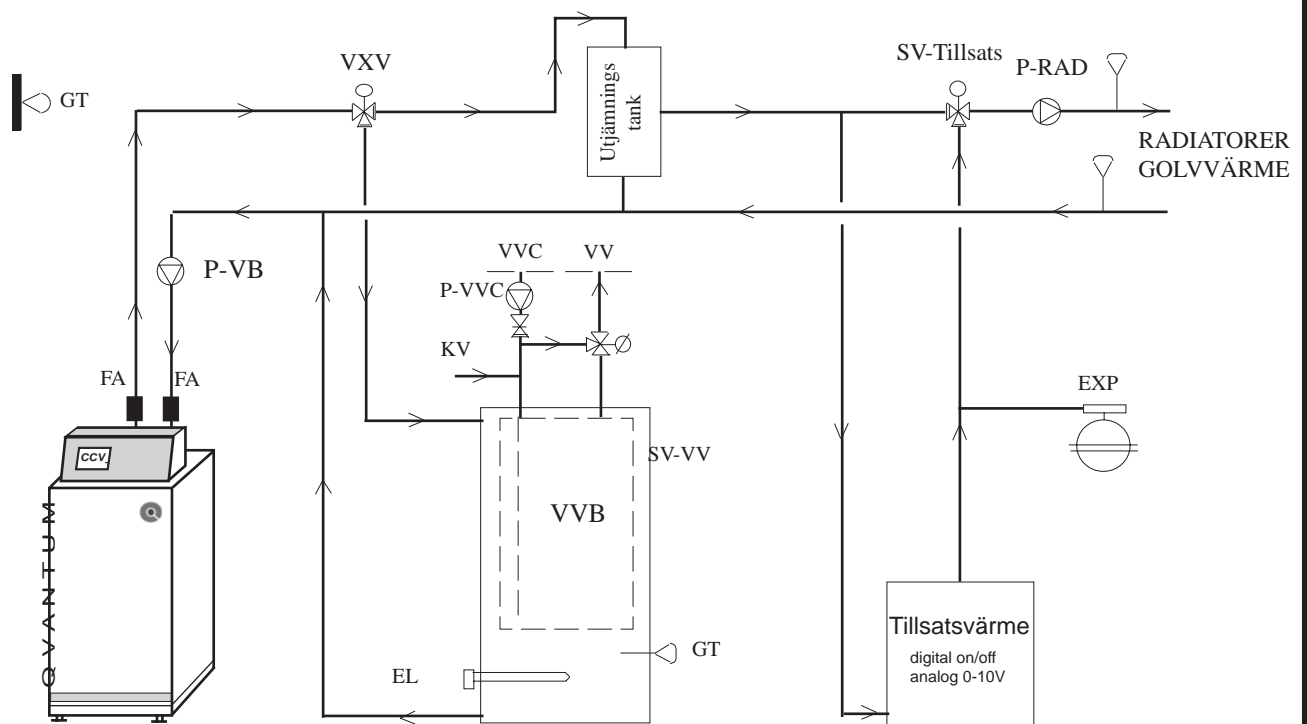 VXV
GT
Utjämnings
tank
SV-Tillsats
P-RAD
RADIATORER
GOLVVÄRME
P-VB
VVC
VV
P-VVC
KV
FA
FA
EXP
CCV
SV-VV
VVB
QVANTUM
Tillsatsvärme
digital on/off
analog 0-10V
GT
EL